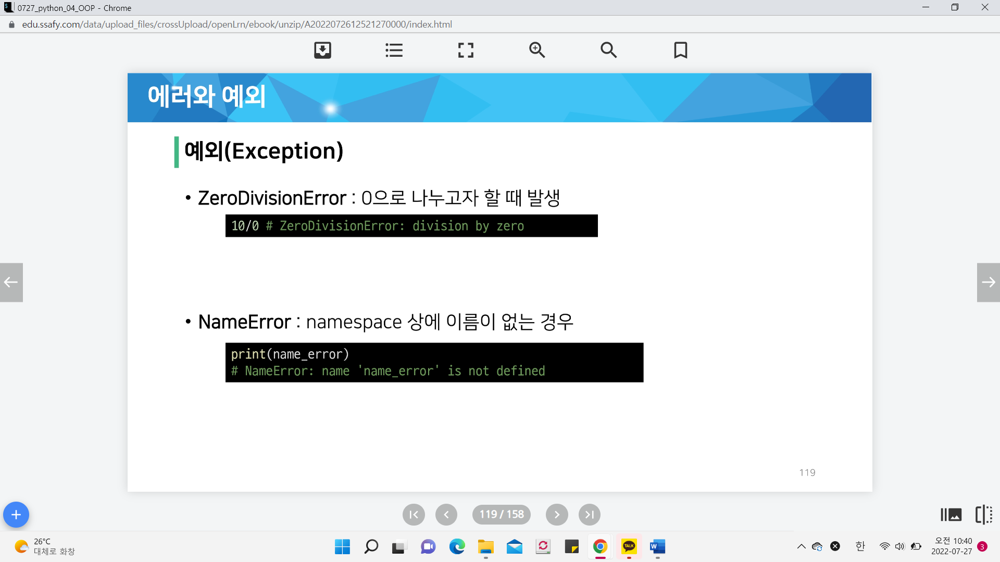 0727_python_04_OOP - Chrome
edu.ssafy.com/data/upload_files/crossUpload/openLrn/ebook/unzip/A2022072612521270000/index.html
에러와 예외
예외(Exception)
• ZeroDivisionError : 0으로 나누고자 할 때 발생
10/0 # ZeroDivisionError: division by zero
• NameError : namespace 상에 이름이 없는 경우
print(name_error)
# NameError: name 'name_error' is not defined
119
119 / 158
26°C
대체로 화창
TALK
W
한
오전 10:40
2022-07-27
3